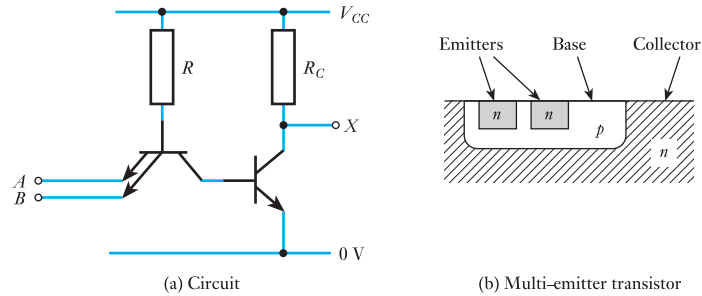 V_CC
R
R_C
X
A
B
0 V
(a) Circuit
Emitters
Base
Collector
n
n
p
n
(b) Multi–emitter transistor